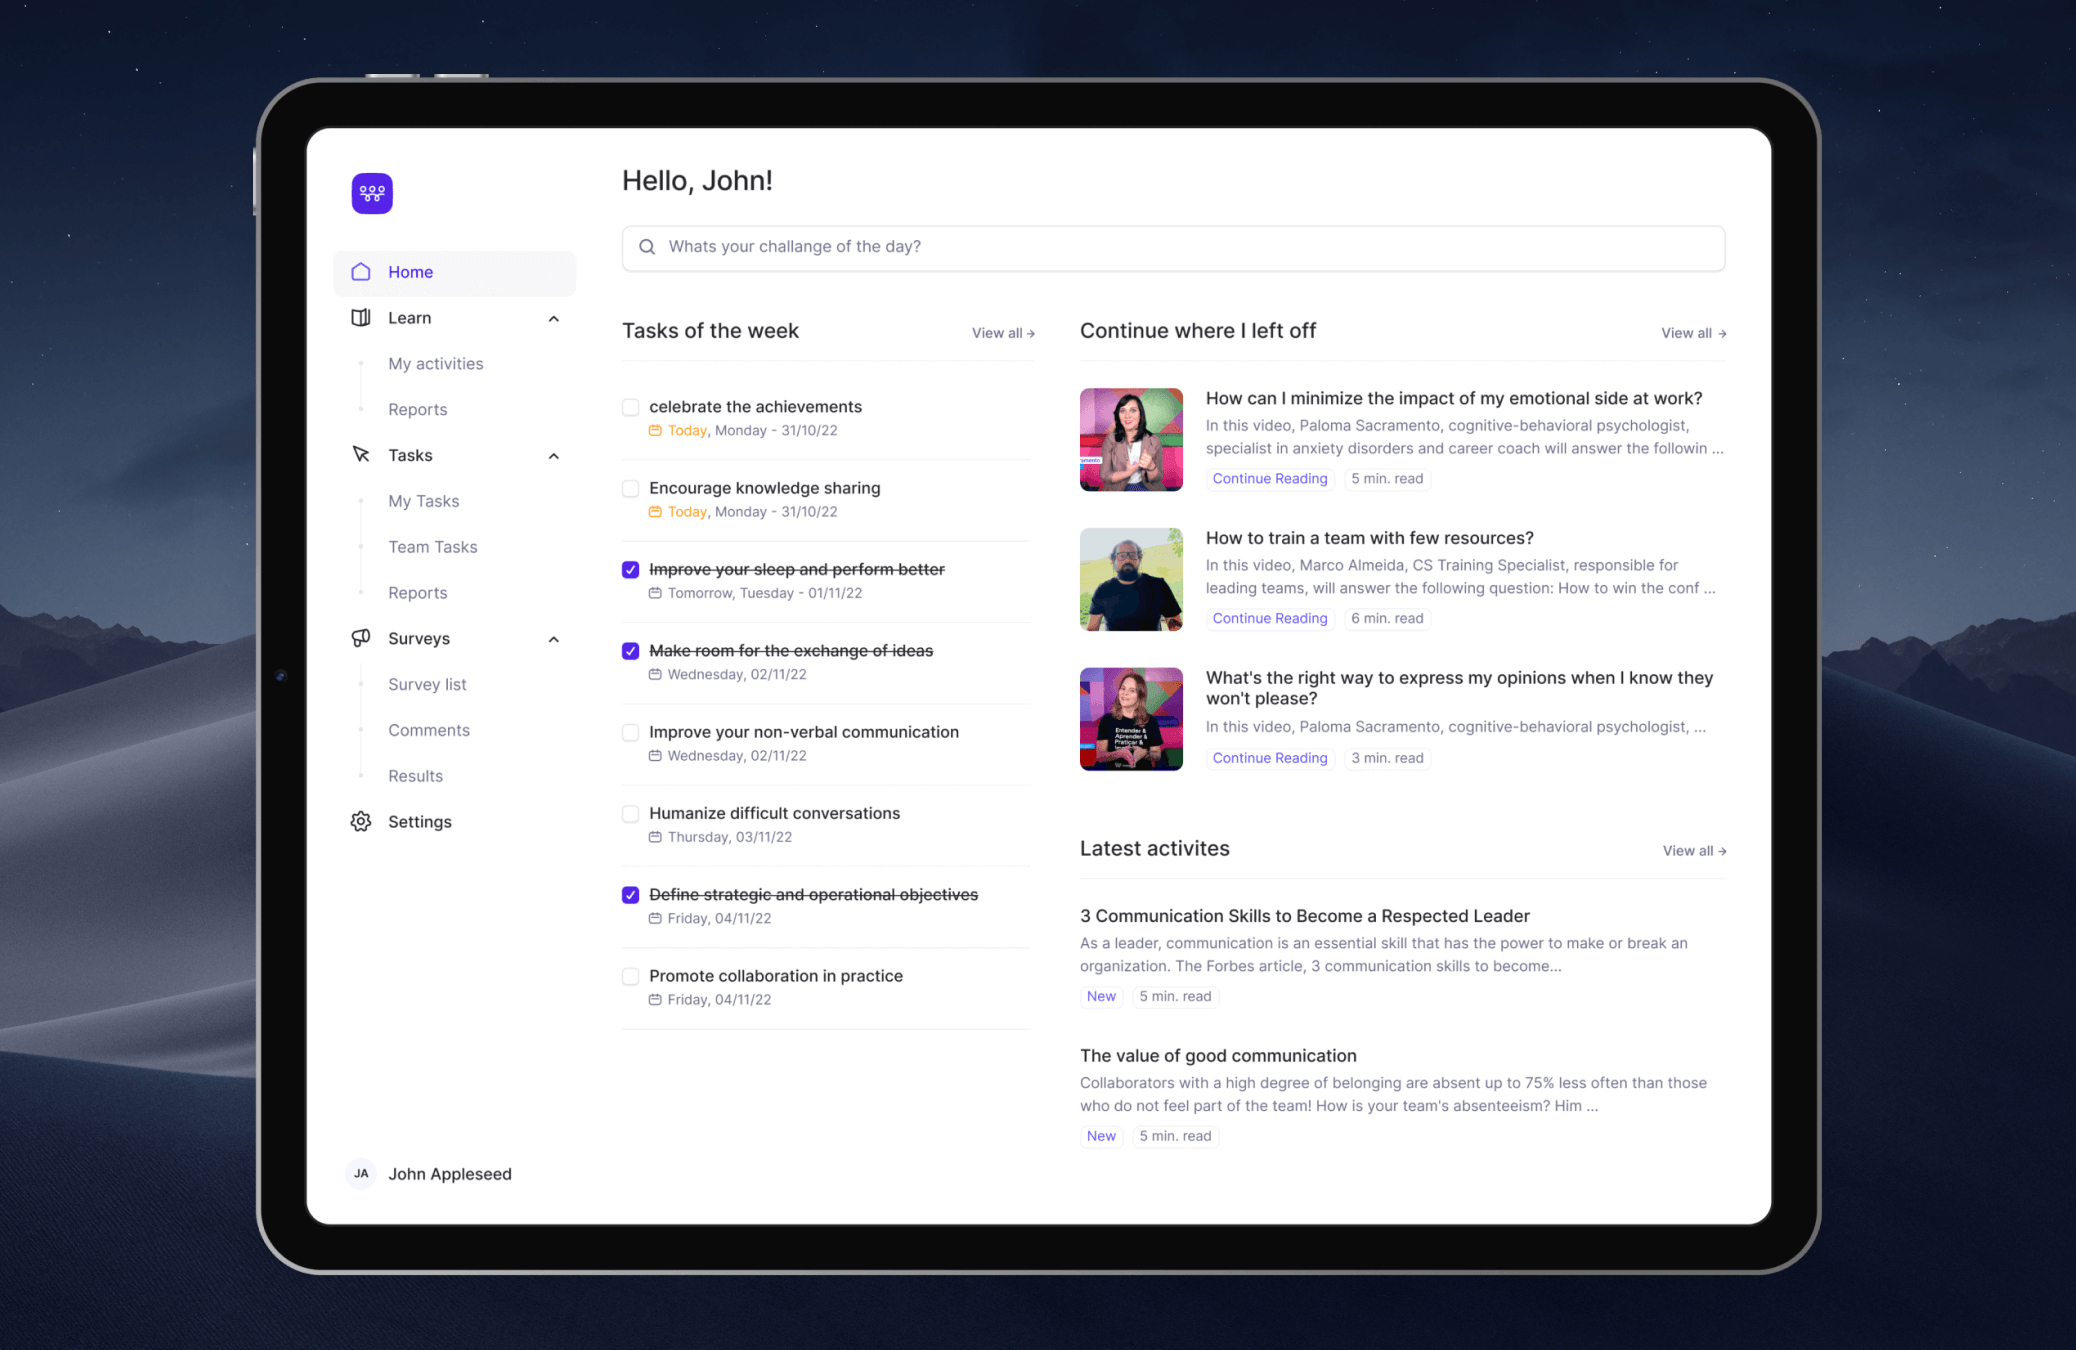 Hello, John!
Whats your challange of the day?
Home
Learn
My activities
Reports
Tasks
My Tasks
Team Tasks
Reports
Surveys
Survey list
Comments
Results
Settings
JA
John Appleseed
Tasks of the week
View all →
celebrate the achievements
Today, Monday - 31/10/22
Encourage knowledge sharing
Today, Monday - 31/10/22
Improve your sleep and perform better
Tomorrow, Tuesday - 01/11/22
Make room for the exchange of ideas
Wednesday, 02/11/22
Improve your non-verbal communication
Wednesday, 02/11/22
Humanize difficult conversations
Thursday, 03/11/22
Define strategic and operational objectives
Friday, 04/11/22
Promote collaboration in practice
Friday, 04/11/22
Continue where I left off
View all →
How can I minimize the impact of my emotional side at work?
In this video, Paloma Sacramento, cognitive-behavioral psychologist,
specialist in anxiety disorders and career coach will answer the followin ...
Continue Reading
5 min. read
How to train a team with few resources?
In this video, Marco Almeida, CS Training Specialist, responsible for
leading teams, will answer the following question: How to win the conf ...
Continue Reading
6 min. read
Entender &
Aprender &
Praticar &
What's the right way to express my opinions when I know they
won't please?
In this video, Paloma Sacramento, cognitive-behavioral psychologist, ...
Continue Reading
3 min. read
Latest activites
View all →
3 Communication Skills to Become a Respected Leader
As a leader, communication is an essential skill that has the power to make or break an
organization. The Forbes article, 3 communication skills to become...
New
5 min. read
The value of good communication
Collaborators with a high degree of belonging are absent up to 75% less often than those
who do not feel part of the team! How is your team's absenteeism? Him ...
New
5 min. read